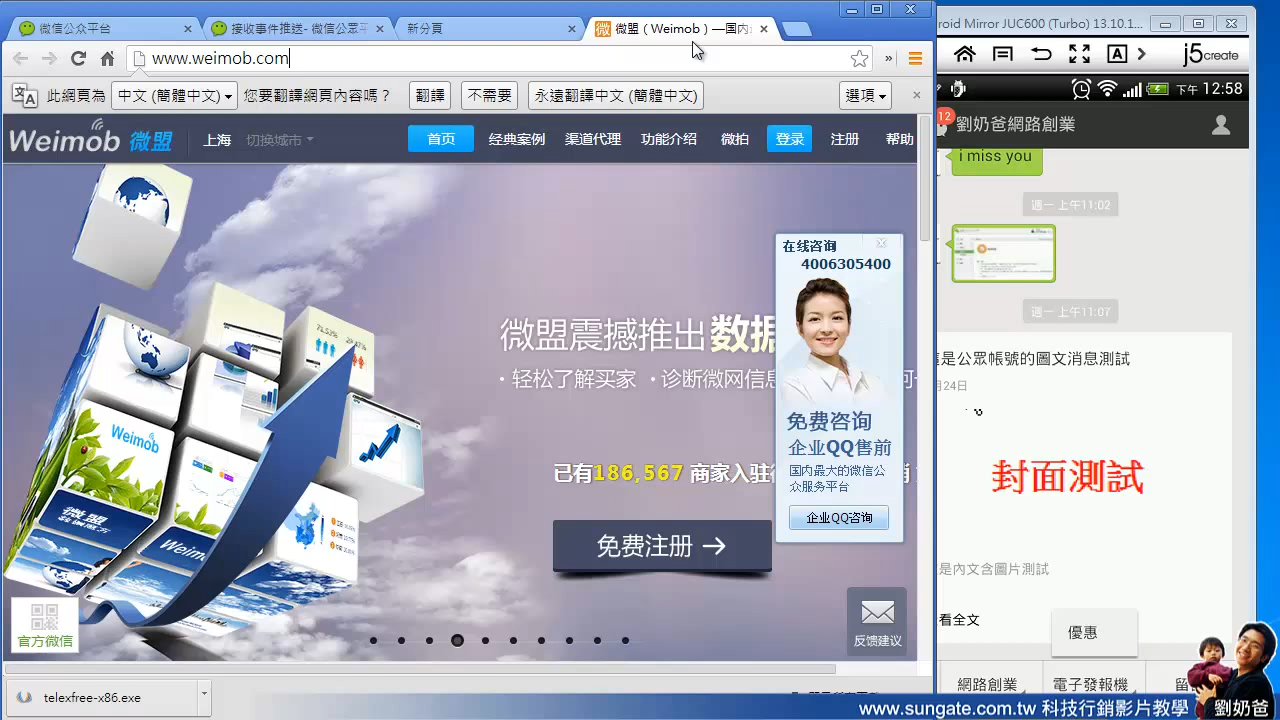 微信公众平台
接收事件推送- 微信公眾平
新分頁
微盟（Weimob）—国内
www.weimob.com
此網頁為 中文 (簡體中文) 您要翻譯網頁內容嗎？ 翻譯 不需要 永遠翻譯中文 (簡體中文) 選項
Weimob 微盟 上海 切换城市 首页 经典案例 渠道代理 功能介绍 微拍 登录 注册 帮助
微盟震撼推出数据
·轻松了解买家 ·诊断微网信息
已有186,567 商家入驻
免费注册 →
在线咨询
4006305400
免费咨询
企业QQ售前
国内最大的微信公
众服务平台
企业QQ咨询
反馈建议
官方微信
Weimob
微盟
telexfree-x86.exe
roid Mirror JUC600 (Turbo) 13.10.1...
j5create
下午 12:58
12
劉奶爸網路創業
i miss you
週一 上午11:02
週一 上午11:07
是公眾帳號的圖文消息測試
月24日
封面測試
是內文含圖片測試
看全文
優惠
網路創業
電子發報機
留
www.sungate.com.tw 科技行銷影片教學
劉奶爸